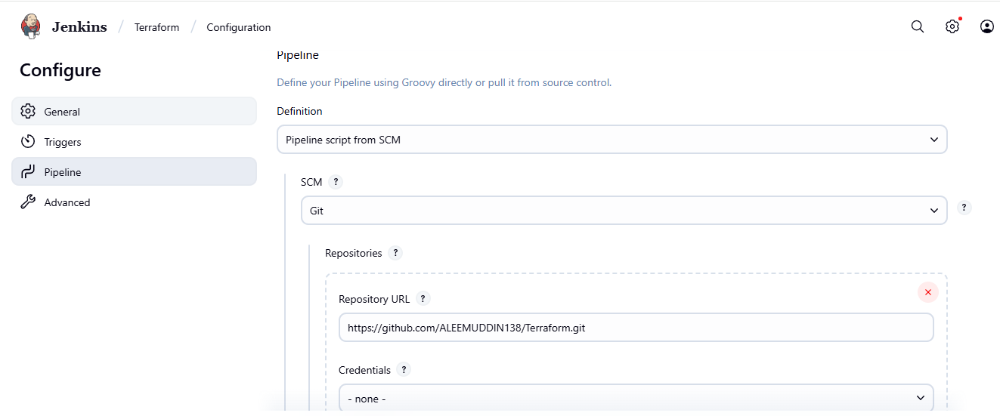 Jenkins / Terraform / Configuration
Configure
General
Triggers
Pipeline
Advanced
Pipeline
Define your Pipeline using Groovy directly or pull it from source control.
Definition
Pipeline script from SCM
SCM ?
Git
?
Repositories ?
Repository URL ?
https://github.com/ALEEMUDDIN138/Terraform.git
Credentials ?
- none -